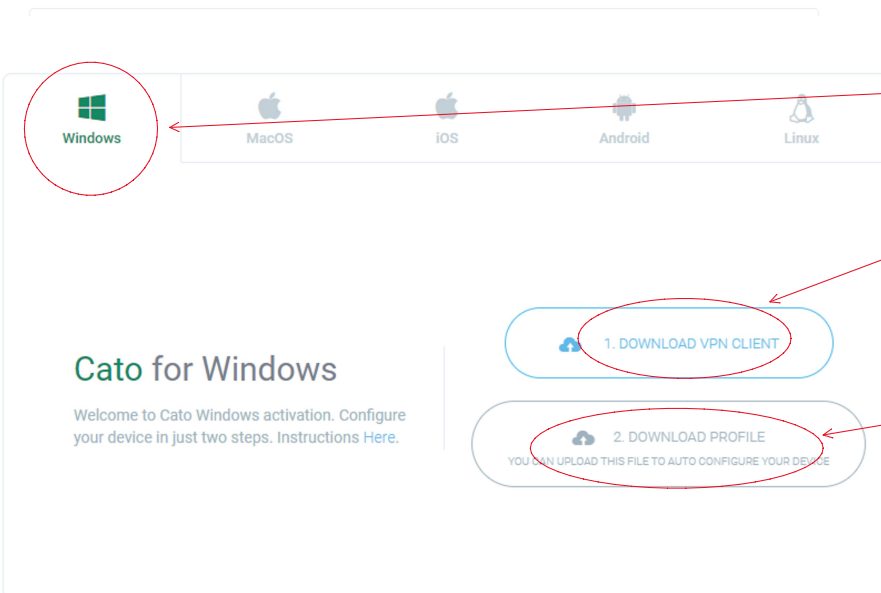 Windows
MacOS
iOS
Android
Linux
Cato for Windows
Welcome to Cato Windows activation. Configure
your device in just two steps. Instructions Here.
1. DOWNLOAD VPN CLIENT
2. DOWNLOAD PROFILE
YOU CAN UPLOAD THIS FILE TO AUTO CONFIGURE YOUR DEVICE